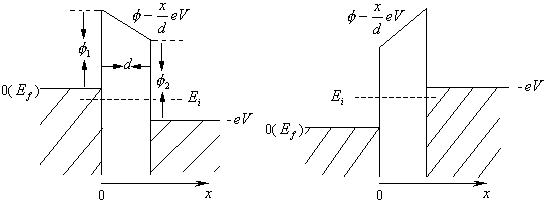 ϕ − x/d eV
ϕ₁
d
ϕ₂
0(E_f)
E_i
-eV
0
x
ϕ − x/d eV
E_i
-eV
0(E_f)
0
x